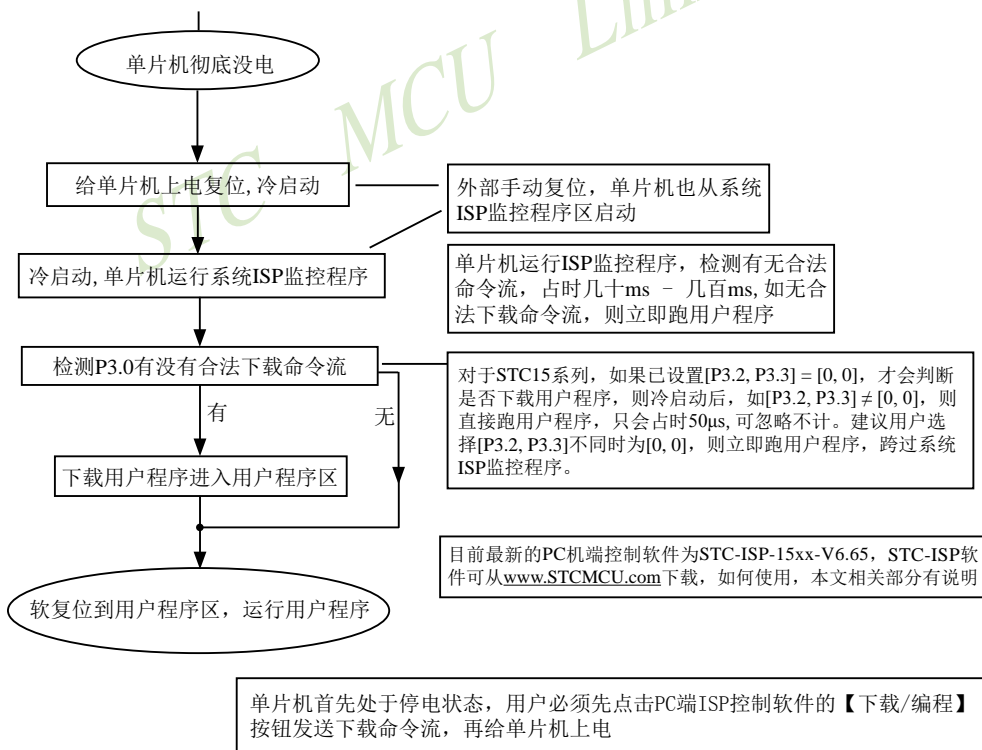 STC MCU Lim
单片机彻底没电
给单片机上电复位,冷启动
外部手动复位，单片机也从系统
ISP监控程序区启动
冷启动,单片机运行系统ISP监控程序
单片机运行ISP监控程序，检测有无合法
命令流，占时几十ms - 几百ms,如无合
法下载命令流，则立即跑用户程序
检测P3.0有没有合法下载命令流
对于STC15系列，如果已设置[P3.2, P3.3] = [0, 0]，才会判断
是否下载用户程序，则冷启动后，如[P3.2, P3.3] ≠ [0, 0]，则
直接跑用户程序，只会占时50μs,可忽略不计。建议用户选
择[P3.2, P3.3]不同时为[0, 0]，则立即跑用户程序，跨过系统
ISP监控程序。
有
无
下载用户程序进入用户程序区
目前最新的PC机端控制软件为STC-ISP-15xx-V6.65，STC-ISP软
件可从www.STCMCU.com下载，如何使用，本文相关部分有说明
软复位到用户程序区，运行用户程序
单片机首先处于停电状态，用户必须先点击PC端ISP控制软件的【下载/编程】
按钮发送下载命令流，再给单片机上电